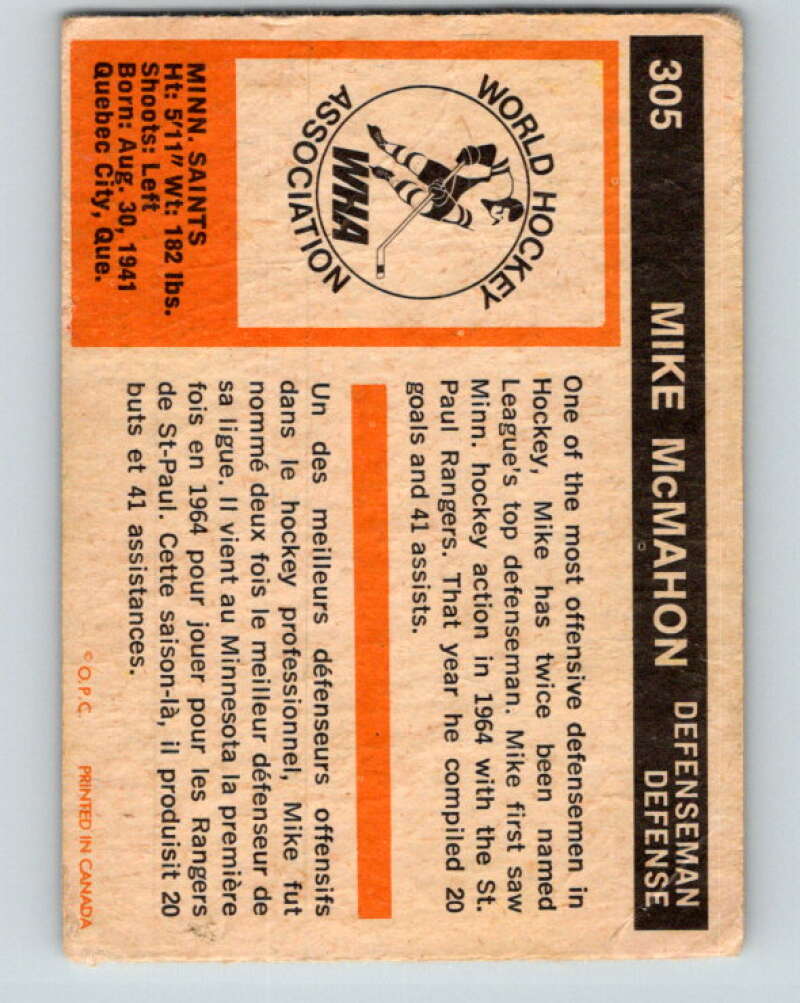 305
MIKE McMAHON
DEFENSEMAN
DEFENSE
WORLD HOCKEY
ASSOCIATION
WHA
MINN. SAINTS
Ht: 5'11" Wt: 182 lbs.
Shoots: Left
Born: Aug. 30, 1941
Quebec City, Que.
One of the most offensive defensemen in
Hockey, Mike has twice been named
League's top defenseman. Mike first saw
Minn. hockey action in 1964 with the St.
Paul Rangers. That year he compiled 20
goals and 41 assists.
Un des meilleurs défenseurs offensifs
dans le hockey professionnel, Mike fut
nommé deux fois le meilleur défenseur de
sa ligue. Il vient au Minnesota la première
fois en 1964 pour jouer pour les Rangers
de St-Paul. Cette saison-là, il produisit 20
buts et 41 assistances.
© O.P.C. PRINTED IN CANADA